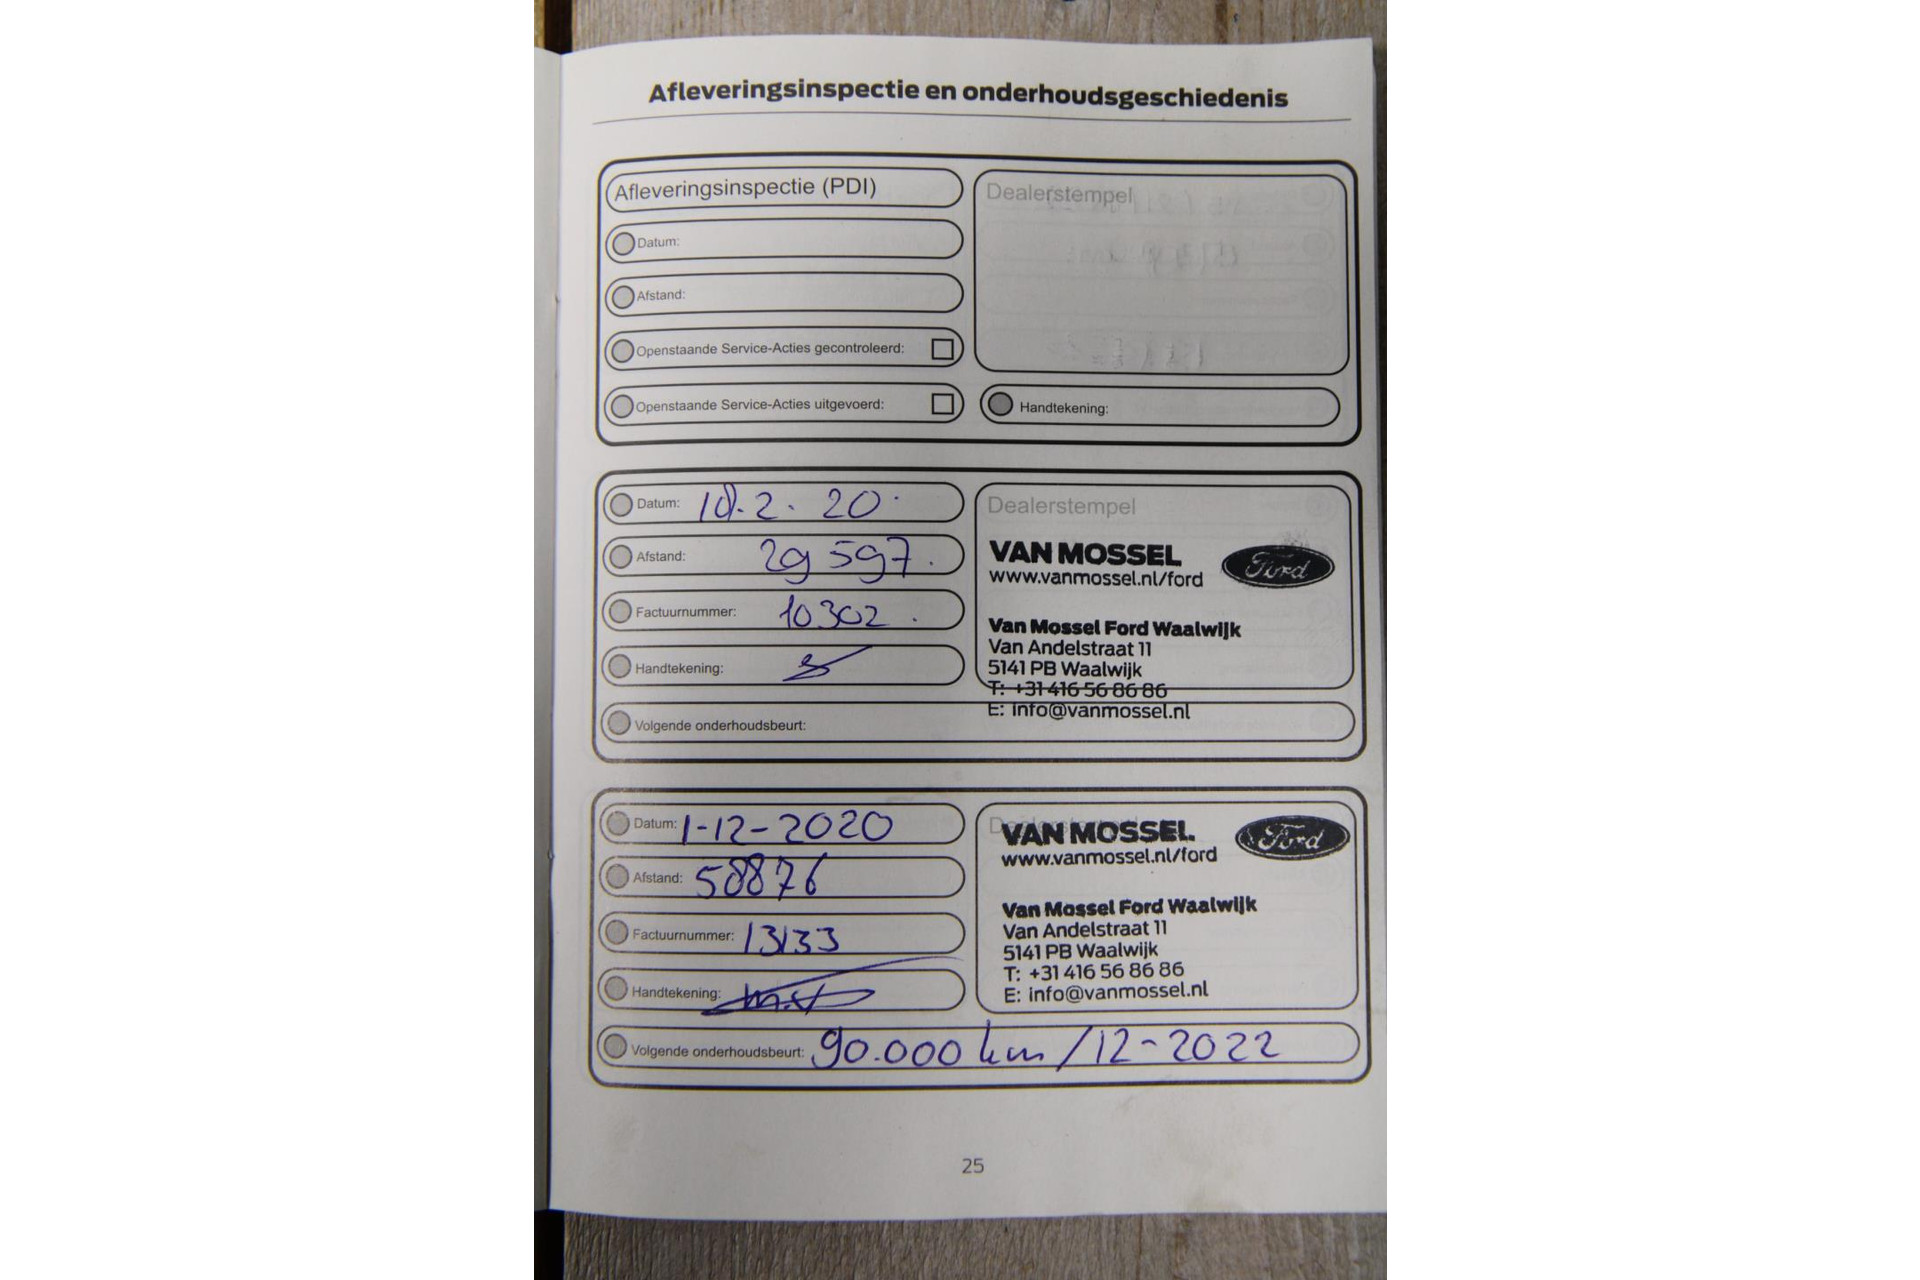 Afleveringsinspectie en onderhoudsgeschiedenis
Afleveringsinspectie (PDI)
Dealerstempel
Datum:
Afstand:
Openstaande Service-Acties gecontroleerd:
Openstaande Service-Acties uitgevoerd:
Handtekening:
Datum: 18.2.20.
Afstand: 29 597.
Factuurnummer: 10302.
Handtekening:
Dealerstempel
VAN MOSSEL
www.vanmossel.nl/ford
Ford
Van Mossel Ford Waalwijk
Van Andelstraat 11
5141 PB Waalwijk
T: +31 416 56 86 86
E: info@vanmossel.nl
Volgende onderhoudsbeurt:
Datum: 1-12-2020
Afstand: 58876
Factuurnummer: 13133
Handtekening:
Dealerstempel
VAN MOSSEL
www.vanmossel.nl/ford
Ford
Van Mossel Ford Waalwijk
Van Andelstraat 11
5141 PB Waalwijk
T: +31 416 56 86 86
E: info@vanmossel.nl
Volgende onderhoudsbeurt: 90.000 km/12-2022
25